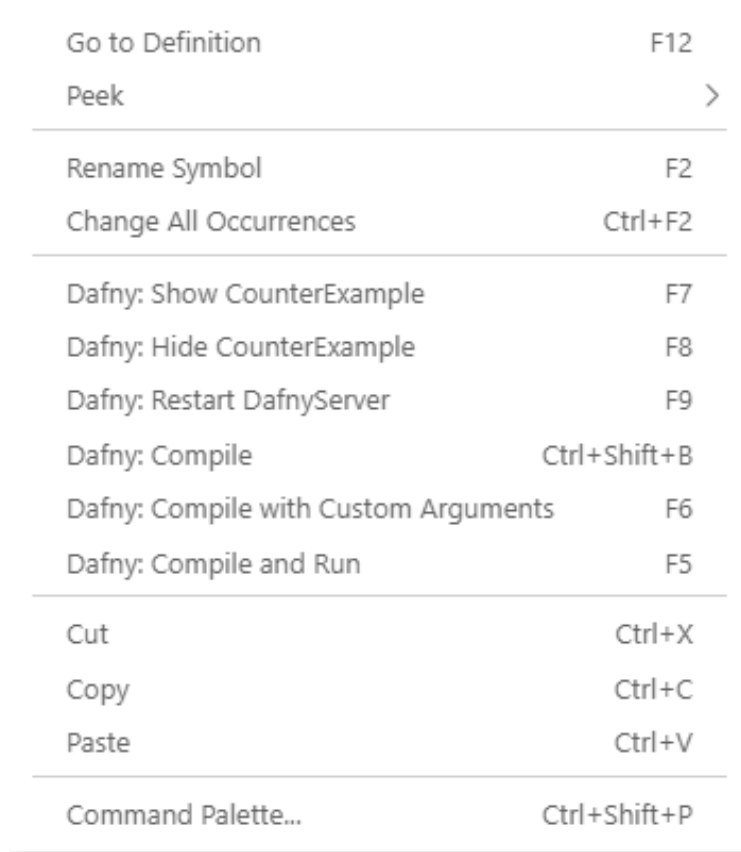 Go to Definition F12
Peek >
Rename Symbol F2
Change All Occurrences Ctrl+F2
Dafny: Show CounterExample F7
Dafny: Hide CounterExample F8
Dafny: Restart DafnyServer F9
Dafny: Compile Ctrl+Shift+B
Dafny: Compile with Custom Arguments F6
Dafny: Compile and Run F5
Cut Ctrl+X
Copy Ctrl+C
Paste Ctrl+V
Command Palette... Ctrl+Shift+P